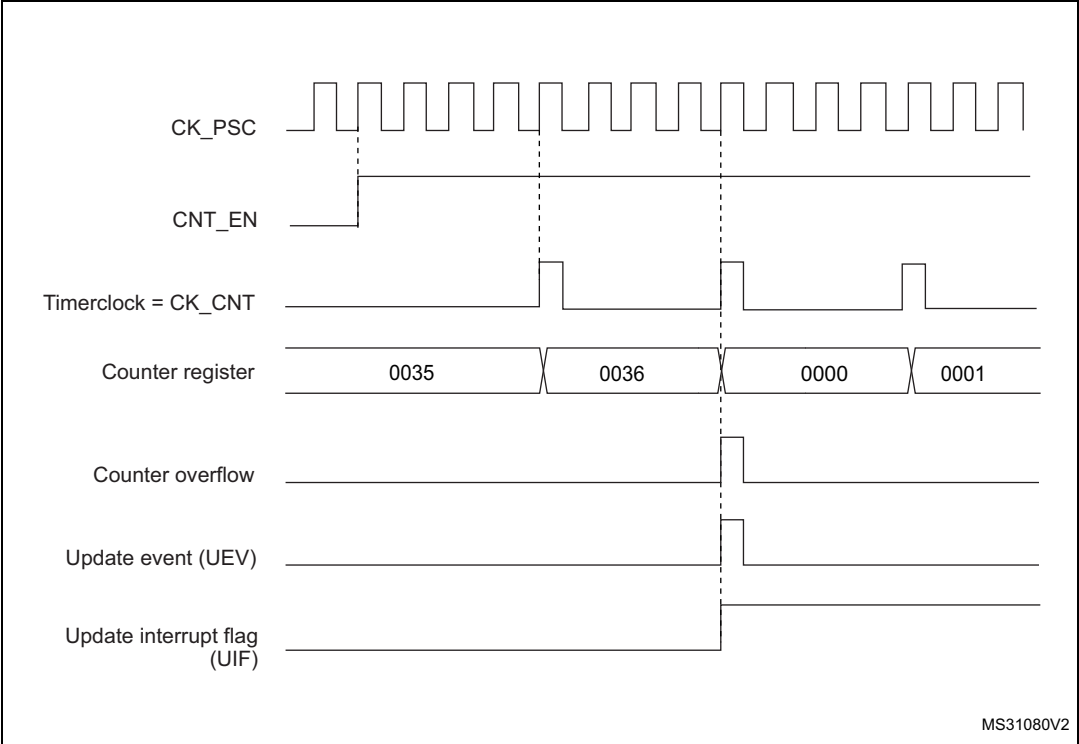 CK_PSC
CNT_EN
Timerclock = CK_CNT
Counter register
0035 0036 0000 0001
Counter overflow
Update event (UEV)
Update interrupt flag
(UIF)
MS31080V2